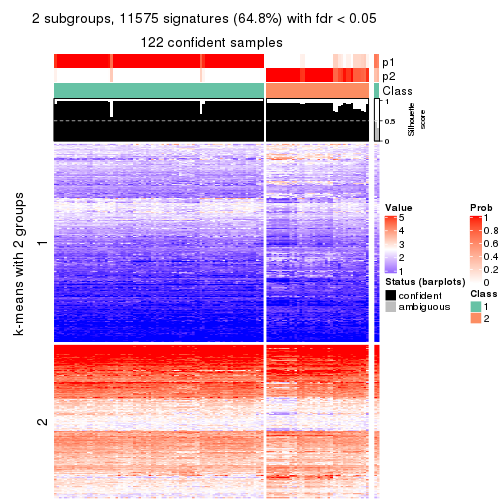 2 subgroups, 11575 signatures (64.8%) with fdr < 0.05
122 confident samples
p1
p2
Class
1
0.5
0
Silhouette
score
k-means with 2 groups
1
2
Value
5
4
3
2
1
Status (barplots)
confident
ambiguous
Prob
1
0.8
0.6
0.4
0.2
0
Class
1
2